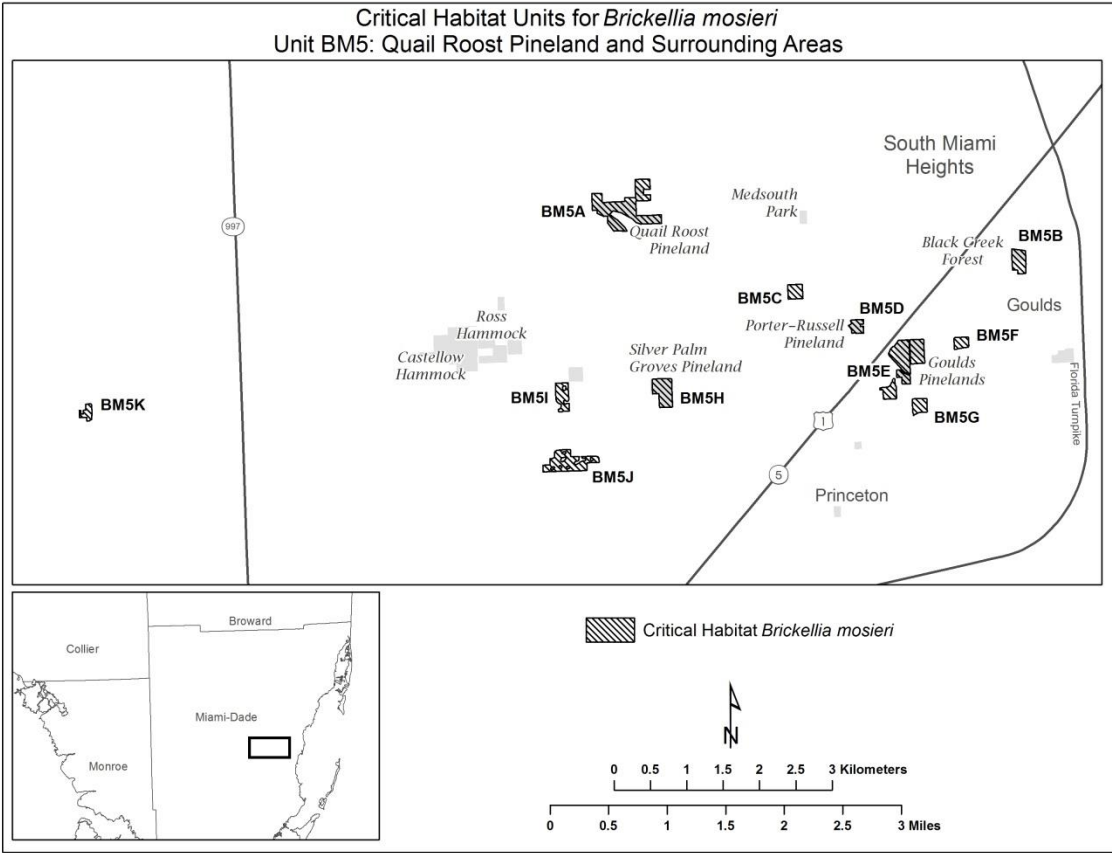 Critical Habitat Units for Brickellia mosieri
Unit BM5: Quail Roost Pineland and Surrounding Areas
997
South Miami
Heights
Medsouth
Park
BM5A
Quail Roost
Pineland
Black Creek
Forest
BM5B
BM5C
Goulds
BM5D
Porter-Russell
Pineland
BM5F
Ross
Hammock
Castellow
Hammock
Silver Palm
Groves Pineland
BM5E
Goulds
Pinelands
Florida Turnpike
BM5K
BM5I
BM5H
BM5G
1
BM5J
5
Princeton
Collier
Broward
Miami-Dade
Monroe
Critical Habitat Brickellia mosieri
N
0 0.5 1 1.5 2 2.5 3 Kilometers
0 0.5 1 1.5 2 2.5 3 Miles